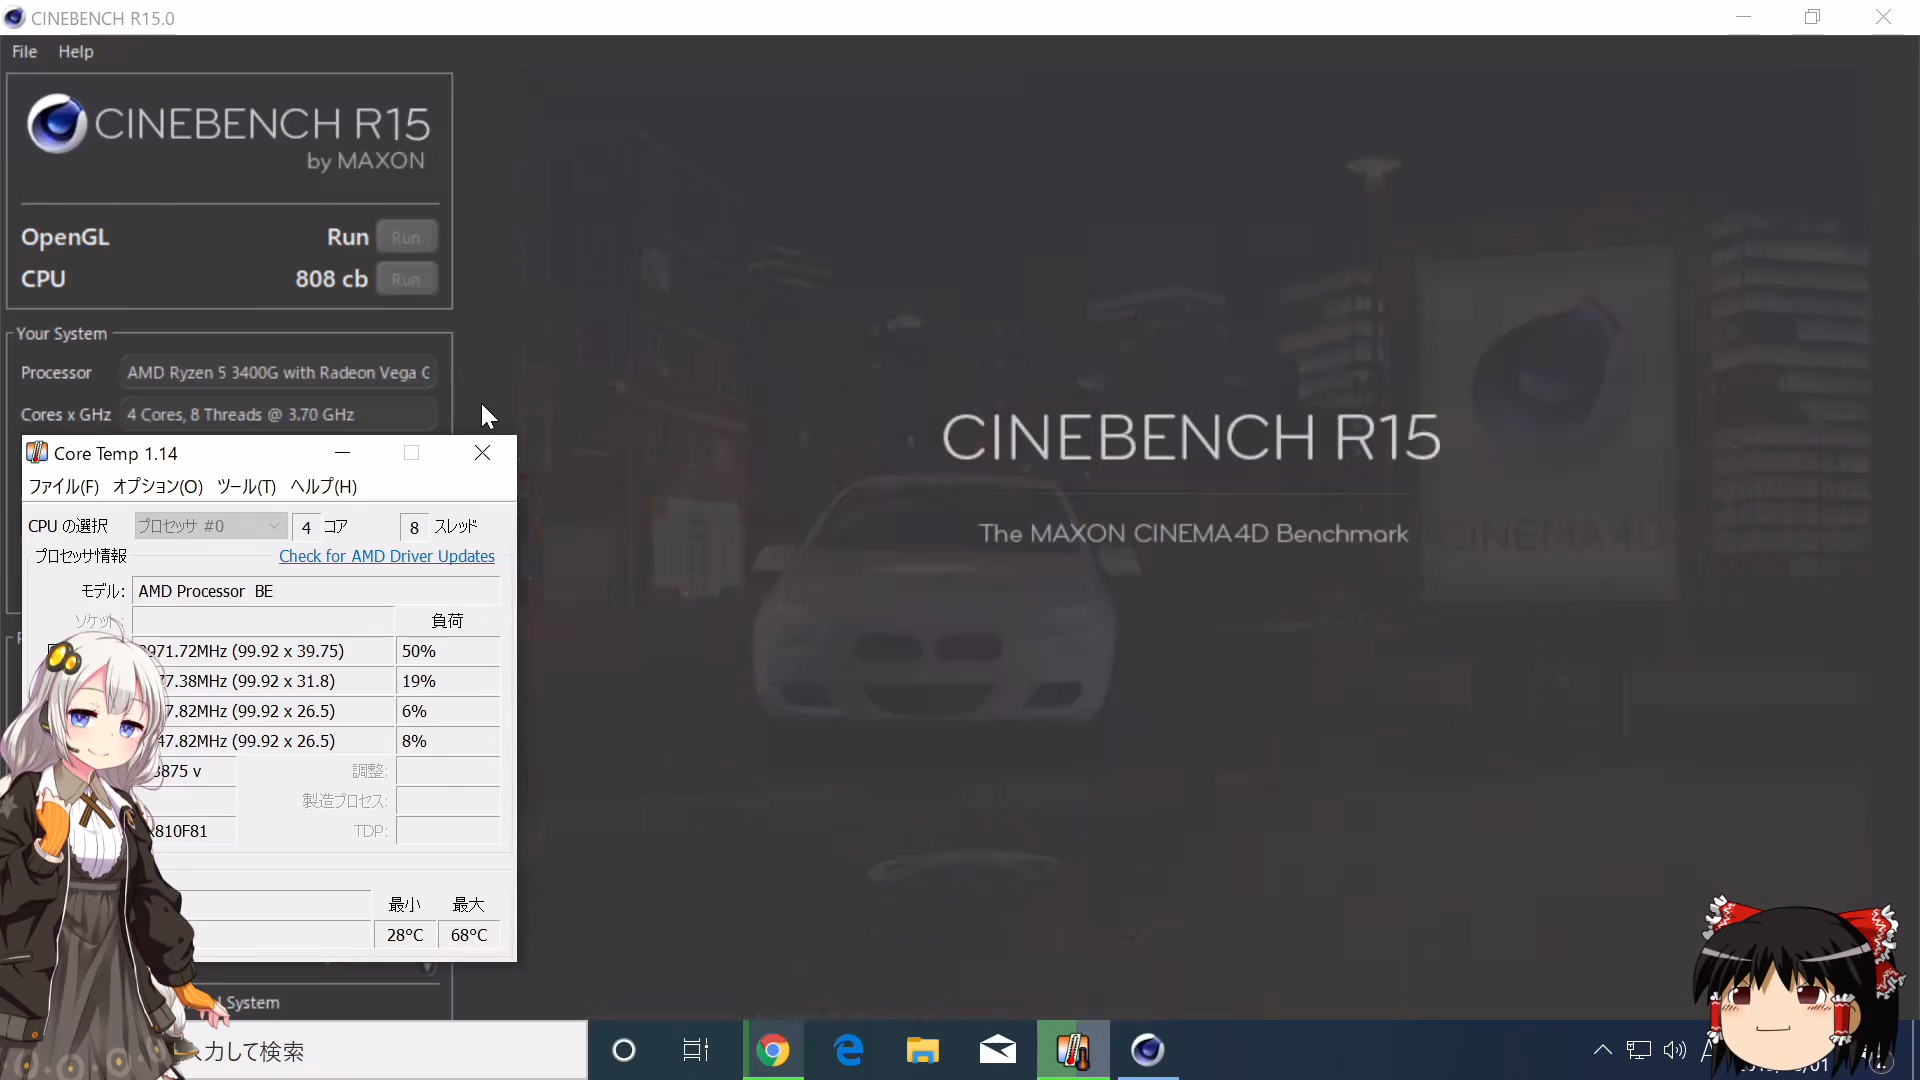 CINEBENCH R15.0
File Help
CINEBENCH R15
by MAXON
OpenGL Run Run
CPU 808 cb Run
Your System
Processor AMD Ryzen 5 3400G with Radeon Vega G
Cores x GHz 4 Cores, 8 Threads @ 3.70 GHz
CINEBENCH R15
The MAXON CINEMA4D Benchmark
CINEMA4D
Core Temp 1.14
ファイル(F) オプション(O) ツール(T) ヘルプ(H)
CPU の選択 プロセッサ #0 4 コア 8 スレッド
プロセッサ情報 Check for AMD Driver Updates
モデル: AMD Processor BE
ソケット: 負荷
971.72MHz (99.92 x 39.75) 50%
77.38MHz (99.92 x 31.8) 19%
7.82MHz (99.92 x 26.5) 6%
47.82MHz (99.92 x 26.5) 8%
3875 v 調整:
製造プロセス:
x810F81 TDP:
最小 最大
28°C 68°C
System
力して検索